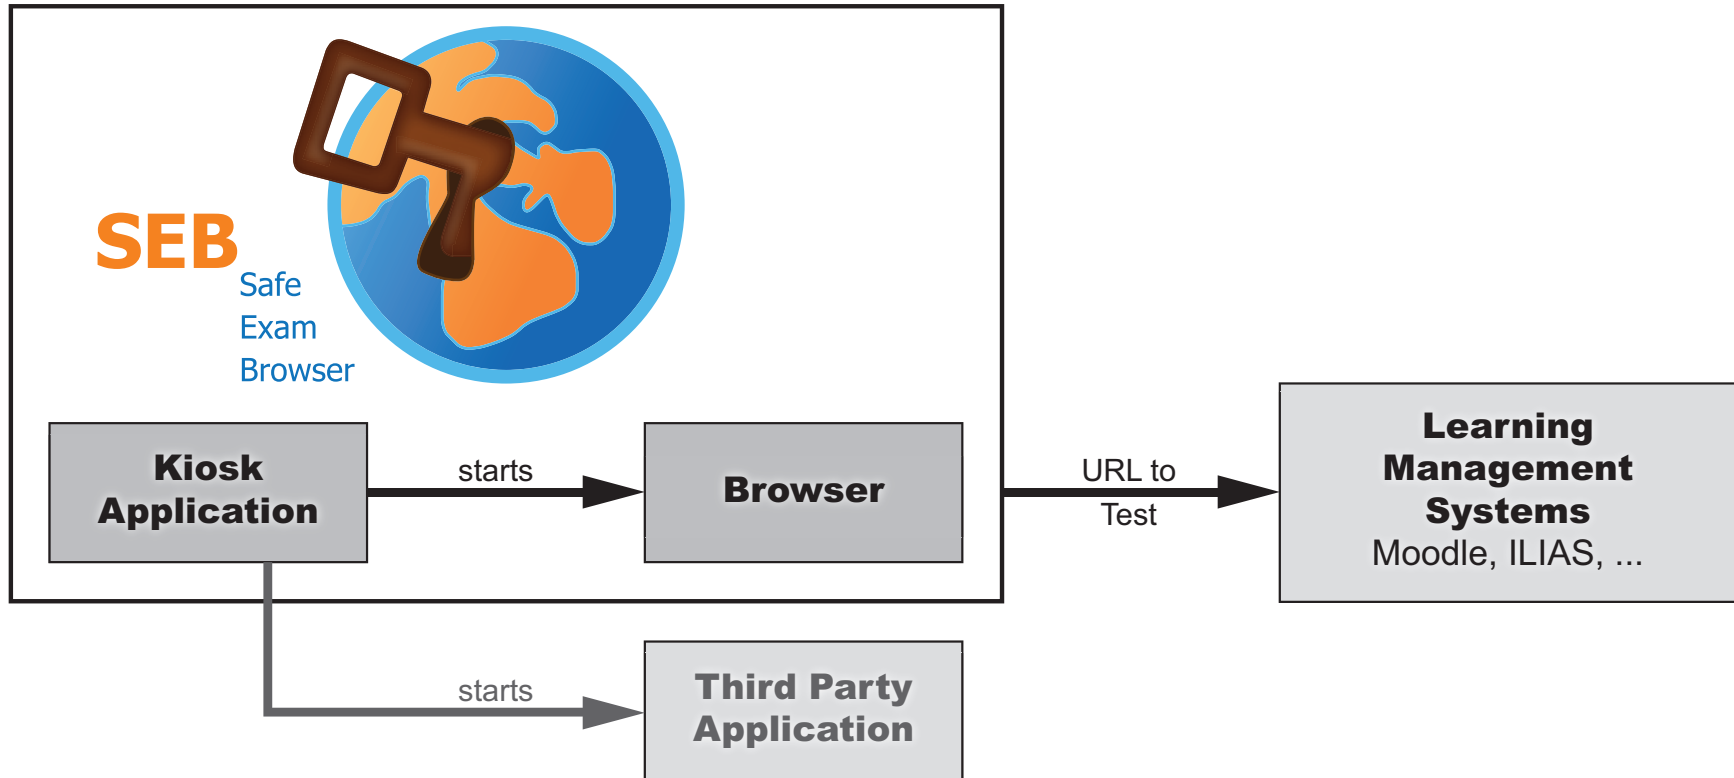 SEB
Safe
Exam
Browser
Kiosk
Application
starts
Browser
URL to
Test
Learning
Management
Systems
Moodle, ILIAS, ...
starts
Third Party
Application